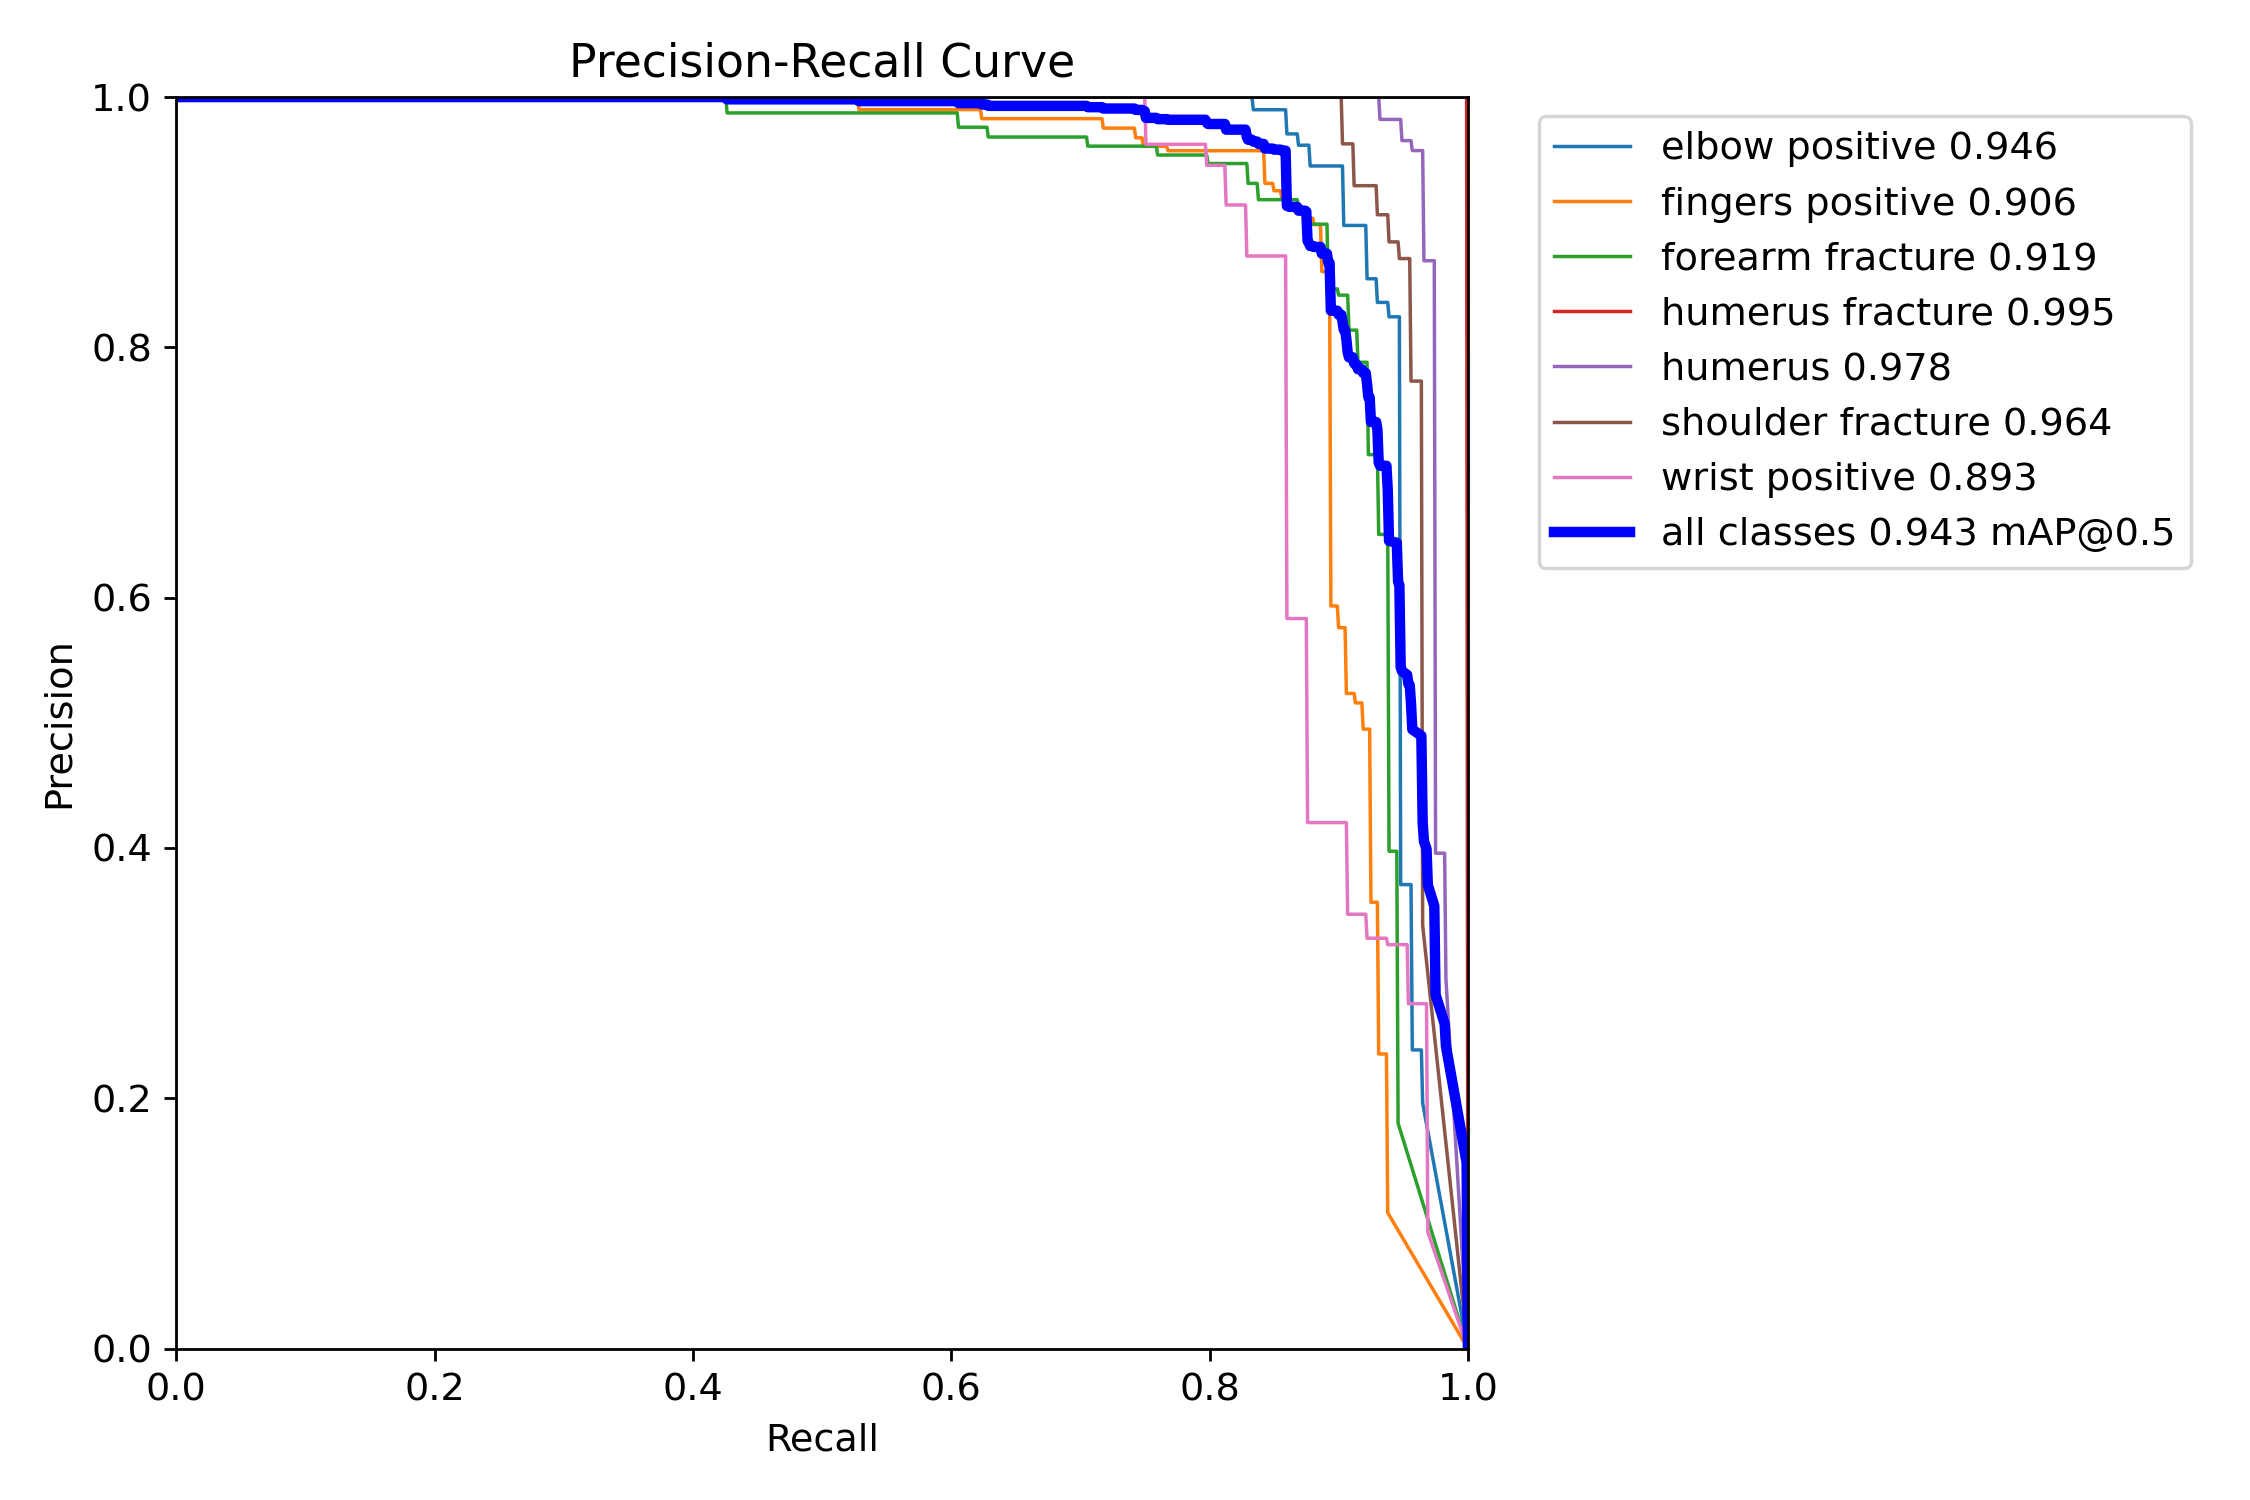 Precision-Recall Curve
1.0
0.8
0.6
0.4
0.2
0.0
Precision
0.0 0.2 0.4 0.6 0.8 1.0
Recall
elbow positive 0.946
fingers positive 0.906
forearm fracture 0.919
humerus fracture 0.995
humerus 0.978
shoulder fracture 0.964
wrist positive 0.893
all classes 0.943 mAP@0.5